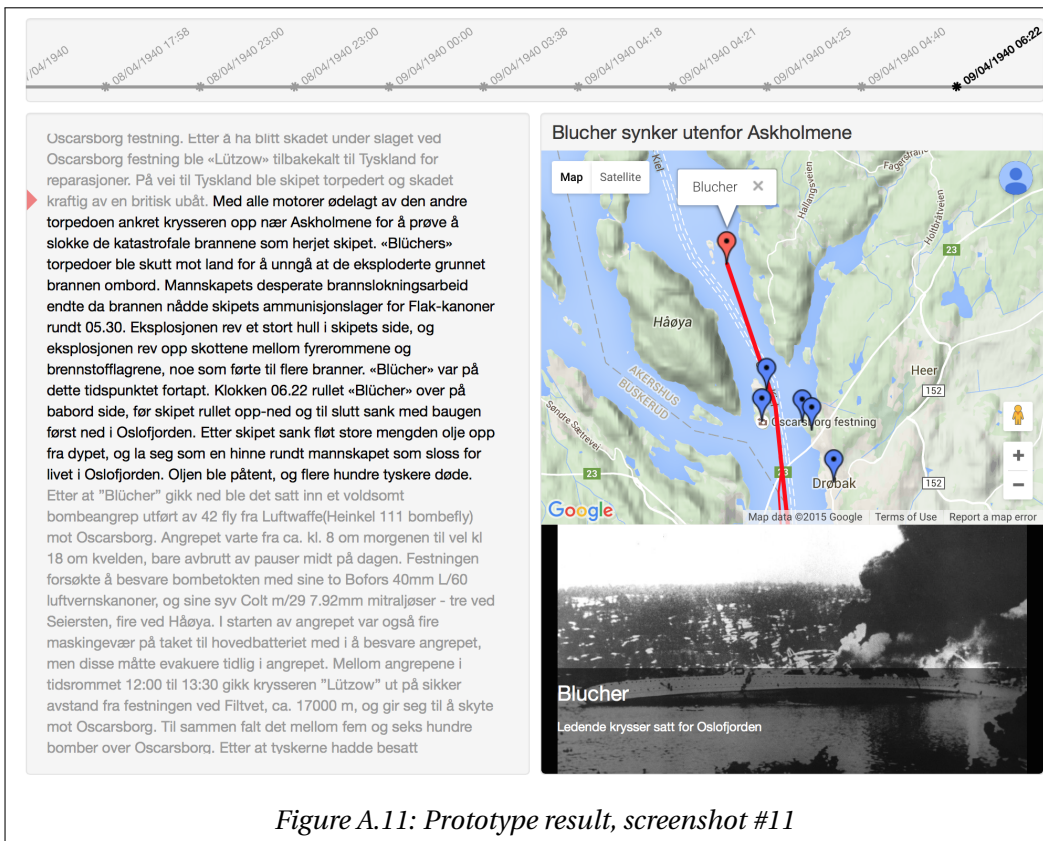 /04/1940
08/04/1940 17:58
08/04/1940 23:00
08/04/1940 23:00
09/04/1940 00:00
09/04/1940 03:38
09/04/1940 04:18
09/04/1940 04:21
09/04/1940 04:25
09/04/1940 04:40
09/04/1940 06:22
Oscarsborg festning. Etter å ha blitt skadet under slaget ved
Oscarsborg festning ble «Lützow» tilbakekalt til Tyskland for
reparasjoner. På vei til Tyskland ble skipet torpedert og skadet
kraftig av en britisk ubåt. Med alle motorer ødelagt av den andre
torpedoen ankret krysseren opp nær Askholmene for å prøve å
slokke de katastrofale brannene som herjet skipet. «Blüchers»
torpedoer ble skutt mot land for å unngå at de eksploderte grunnet
brannen ombord. Mannskapets desperate brannslokningsarbeid
endte da brannen nådde skipets ammunisjonslager for Flak-kanoner
rundt 05.30. Eksplosjonen rev et stort hull i skipets side, og
eksplosjonen rev opp skottene mellom fyrerommene og
brennstofflagrene, noe som førte til flere branner. «Blücher» var på
dette tidspunktet fortapt. Klokken 06.22 rullet «Blücher» over på
babord side, før skipet rullet opp-ned og til slutt sank med baugen
først ned i Oslofjorden. Etter skipet sank fløt store mengden olje opp
fra dypet, og la seg som en hinne rundt mannskapet som sloss for
livet i Oslofjorden. Oljen ble påtent, og flere hundre tyskere døde.
Etter at "Blücher" gikk ned ble det satt inn et voldsomt
bombeangrep utført av 42 fly fra Luftwaffe(Heinkel 111 bombefly)
mot Oscarsborg. Angrepet varte fra ca. kl. 8 om morgenen til vel kl
18 om kvelden, bare avbrutt av pauser midt på dagen. Festningen
forsøkte å besvare bombetokten med sine to Bofors 40mm L/60
luftvernskanoner, og sine syv Colt m/29 7.92mm mitraljøser - tre ved
Seiersten, fire ved Håøya. I starten av angrepet var også fire
maskingevær på taket til hovedbatteriet med i å besvare angrepet,
men disse måtte evakuere tidlig i angrepet. Mellom angrepene i
tidsrommet 12:00 til 13:30 gikk krysseren "Lützow" ut på sikker
avstand fra festningen ved Filtvet, ca. 17000 m, og gir seg til å skyte
mot Oscarsborg. Til sammen falt det mellom fem og seks hundre
bomber over Oscarsborg. Etter at tyskerne hadde besatt
Blucher synker utenfor Askholmene
Map Satellite
Blucher ×
Kiel
Hallangsveien
Fagerstran
Holtbråtveien
23
Håøya
AKERSHUS
BUSKERUD
Heer
152
Oscarsborg festning
Søndre Sætrevei
23
23
Drøbak
152
Google
Map data ©2015 Google Terms of Use Report a map error
Blucher
Ledende krysser satt for Oslofjorden
Figure A.11: Prototype result, screenshot #11